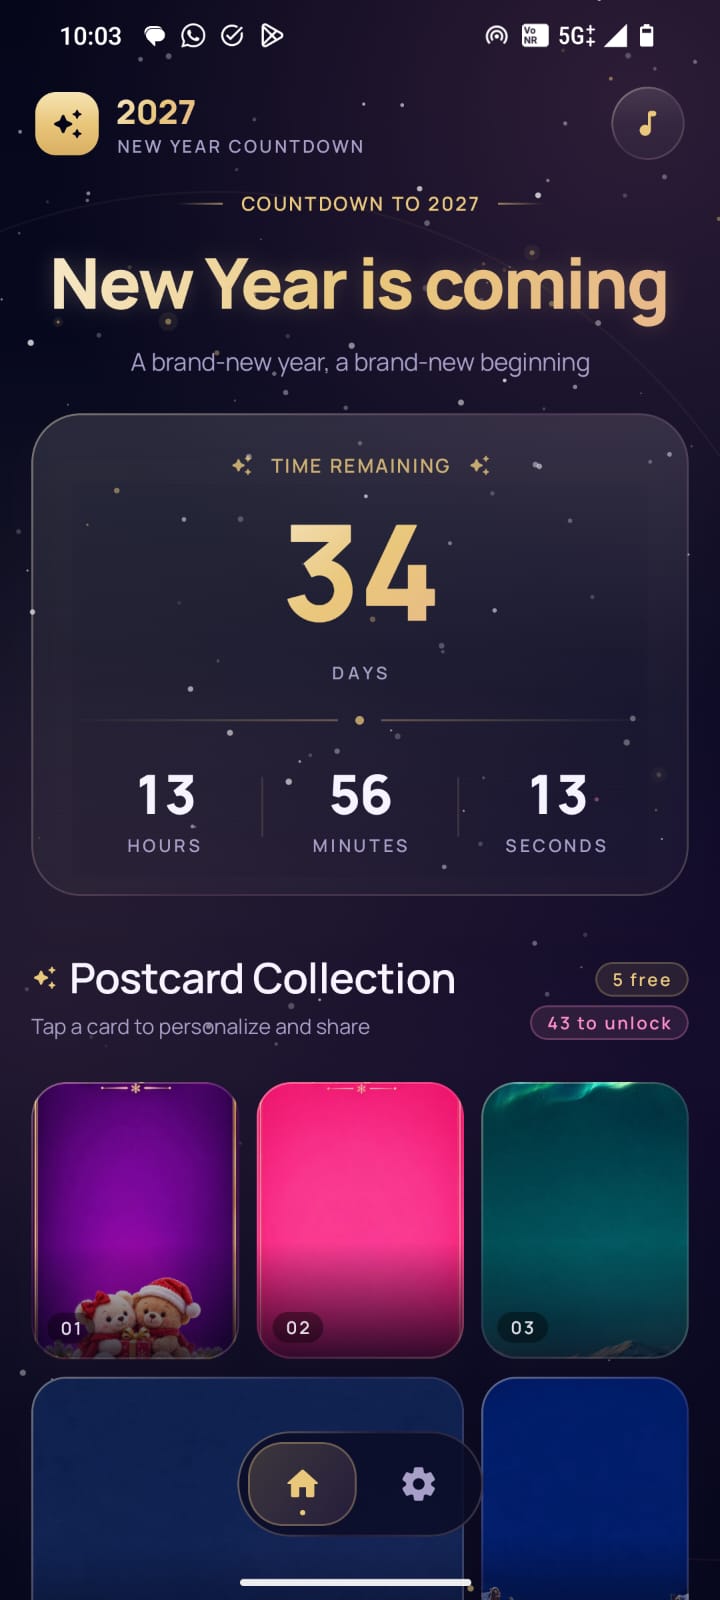 10:03
Vo NR 5G‡
2027
NEW YEAR COUNTDOWN
COUNTDOWN TO 2027
New Year is coming
A brand-new year, a brand-new beginning
TIME REMAINING
34
DAYS
13 56 13
HOURS MINUTES SECONDS
Postcard Collection
5 free
Tap a card to personalize and share
43 to unlock
01 02 03